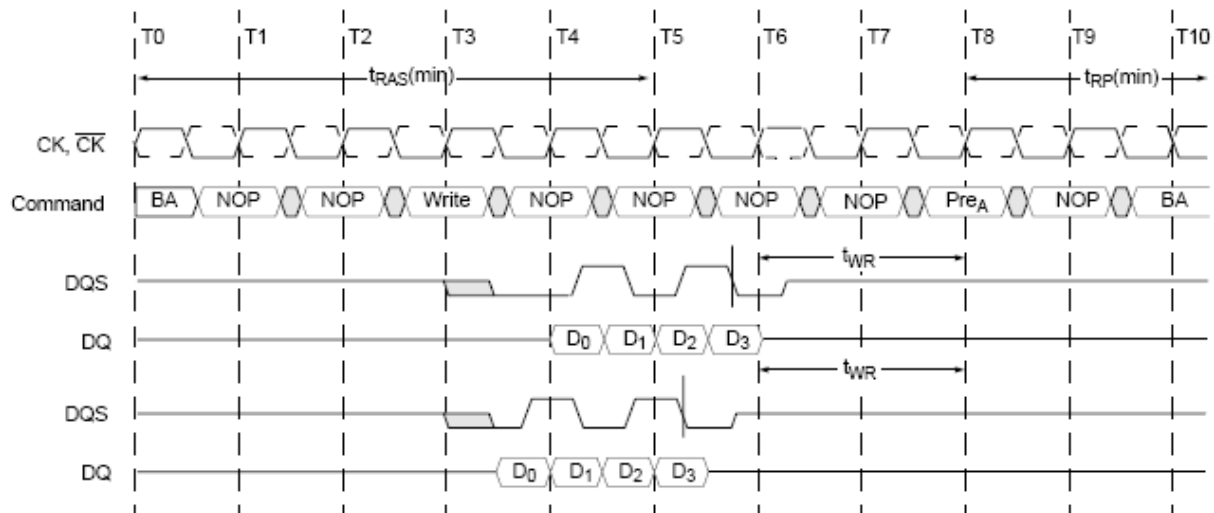 T0 T1 T2 T3 T4 T5 T6 T7 T8 T9 T10
tRAS(min) tRP(min)
CK, CK
Command BA NOP NOP Write NOP NOP NOP NOP PreA NOP BA
tWR
DQS
DQ D0 D1 D2 D3
tWR
DQS
DQ D0 D1 D2 D3